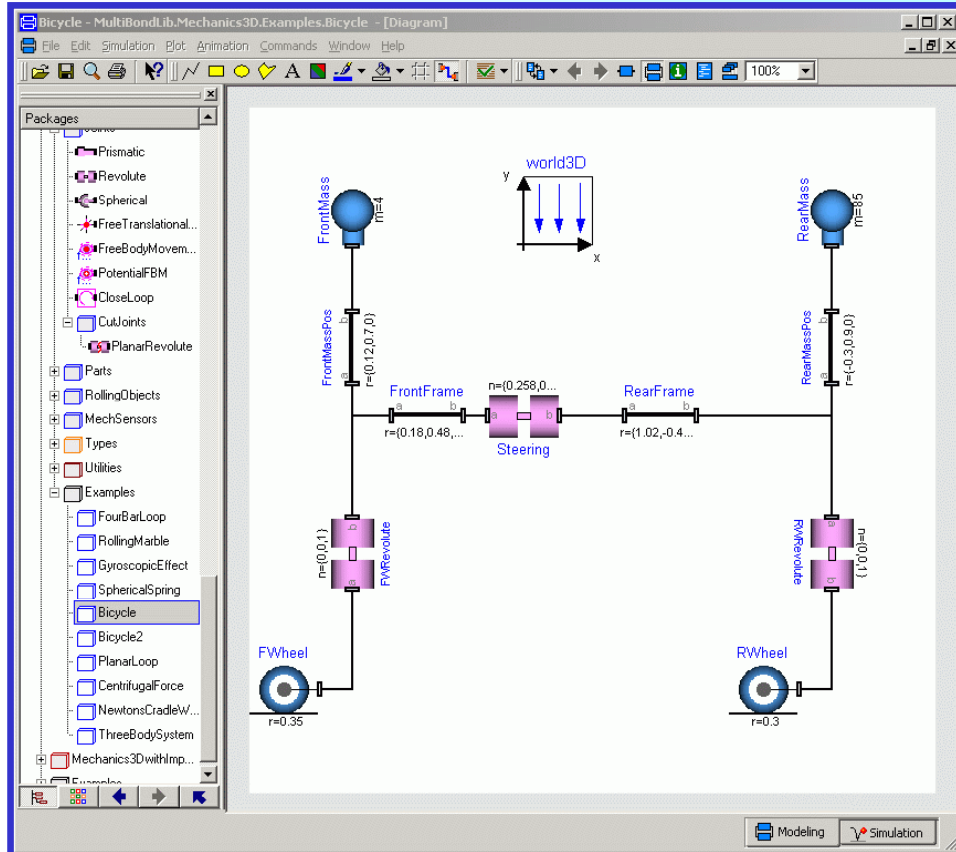 Bicycle - MultiBondLib.Mechanics3D.Examples.Bicycle - [Diagram]
File Edit Simulation Plot Animation Commands Window Help
100%
Packages
Joints
Prismatic
Revolute
Spherical
FreeTranslational...
FreeBodyMovem...
PotentialFBM
CloseLoop
CutJoints
PlanarRevolute
Parts
RollingObjects
MechSensors
Types
Utilities
Examples
FourBarLoop
RollingMarble
GyroscopicEffect
SphericalSpring
Bicycle
Bicycle2
PlanarLoop
CentrifugalForce
NewtonsCradleW...
ThreeBodySystem
Mechanics3DwithImp...
Examples
world3D
y
x
FrontMass
m=4
RearMass
m=85
FrontMassPos
b
a
r={0.12,0.7,0}
RearMassPos
b
a
r={-0.3,0.9,0}
FrontFrame
a b
r={0.18,0.48,...
n={0.258,0...
a b
Steering
RearFrame
a b
r={1.02,-0.4...
n={0,0,1}
b
a
FWRevolute
RWRevolute
a
b
n={0,0,1}
FWheel
r=0.35
RWheel
r=0.3
Modeling
Simulation